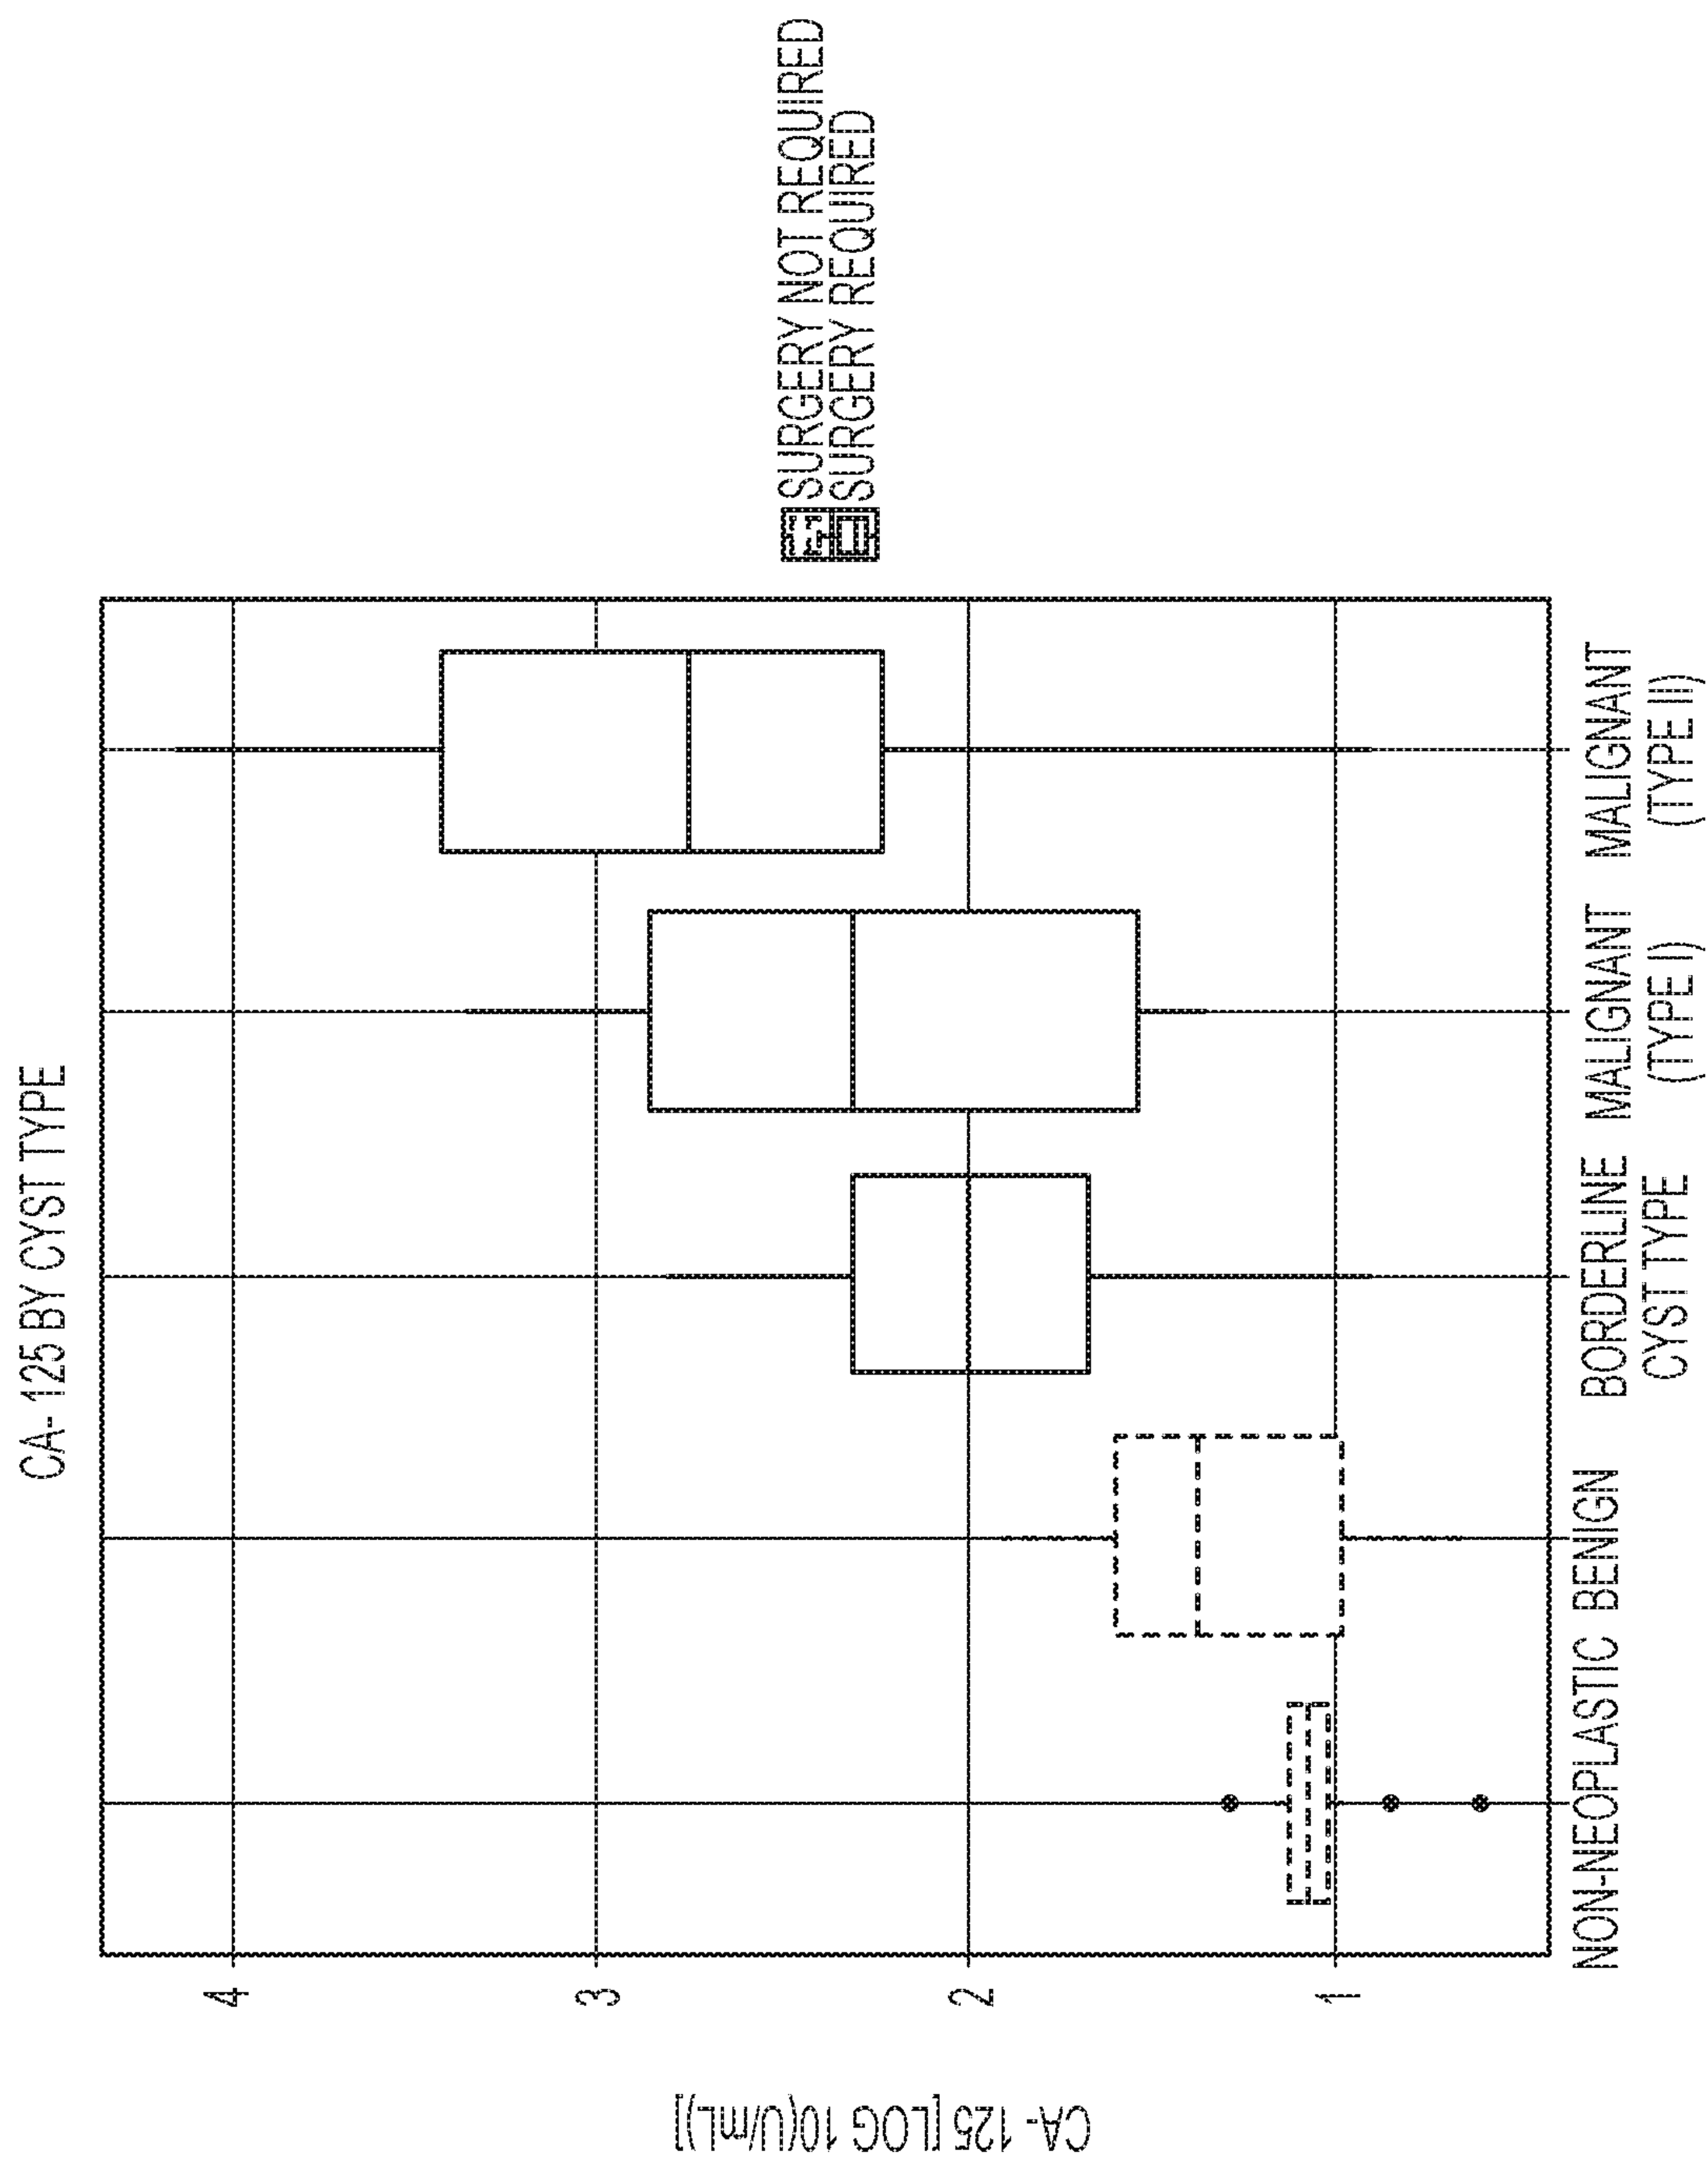 CA- 125 BY CYST TYPE
CA- 125 [LOG 10(U/mL)]
4
3
2
1
NON-NEOPLASTIC
BENIGN
BORDERLINE
MALIGNANT
(TYPE I)
MALIGNANT
(TYPE II)
CYST TYPE
SURGERY NOT REQUIRED
SURGERY REQUIRED